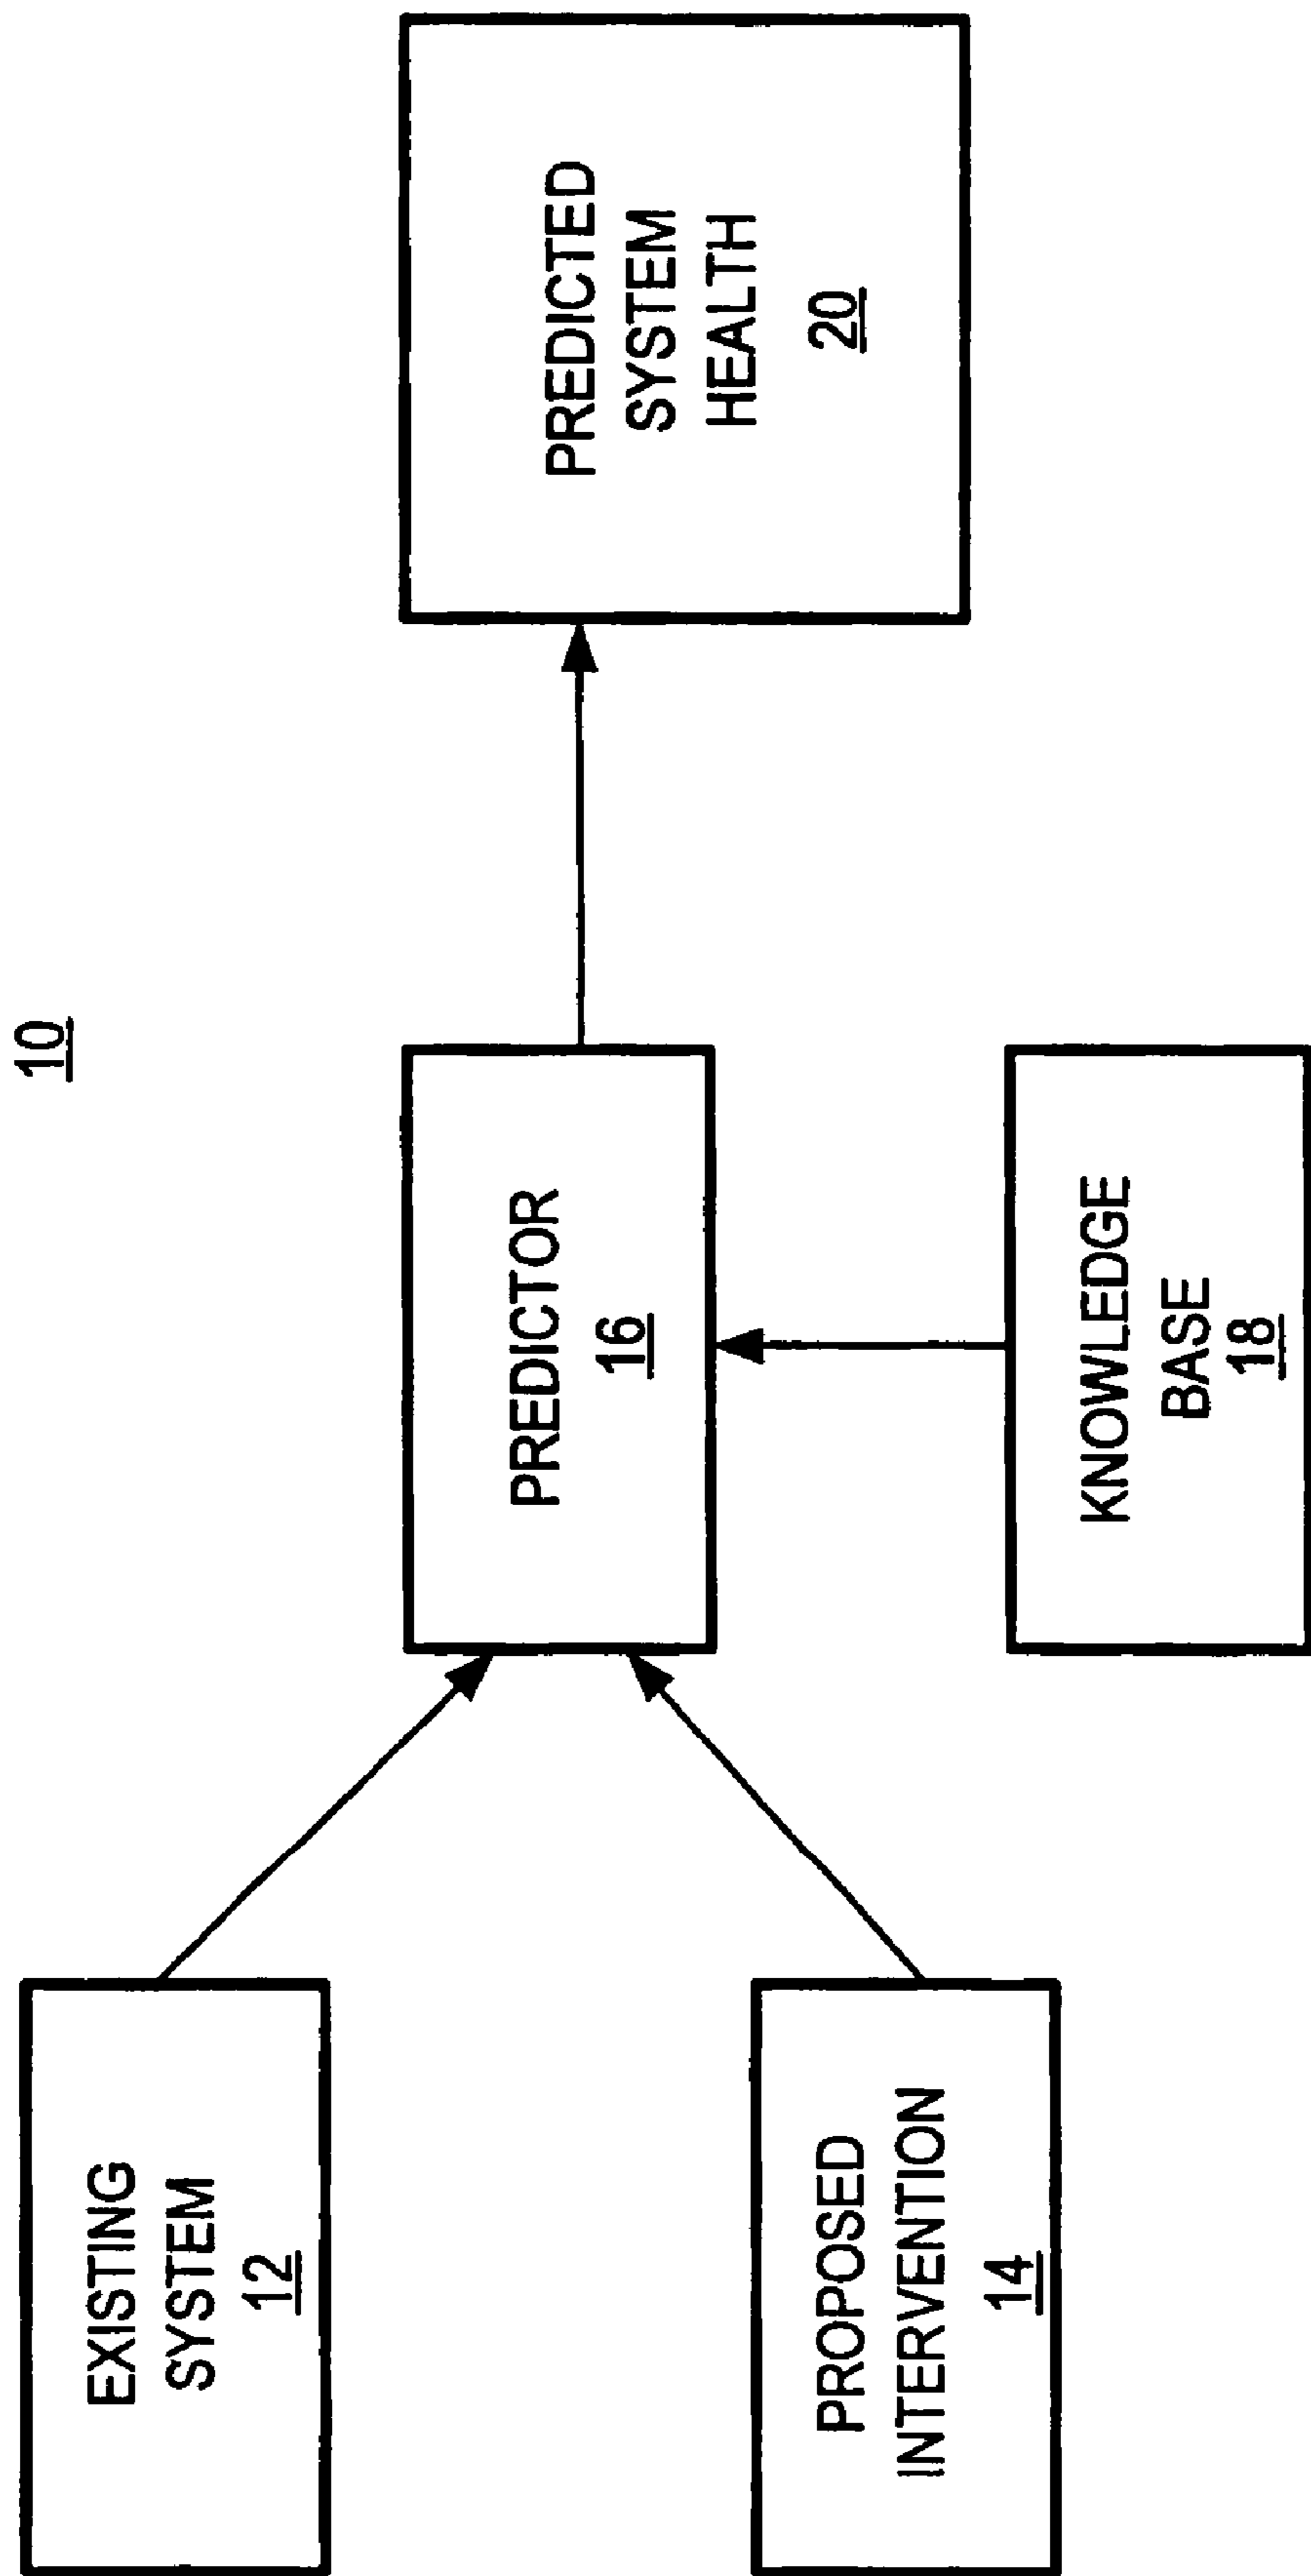 10
EXISTING
SYSTEM
12
PROPOSED
INTERVENTION
14
PREDICTOR
16
KNOWLEDGE
BASE
18
PREDICTED
SYSTEM
HEALTH
20